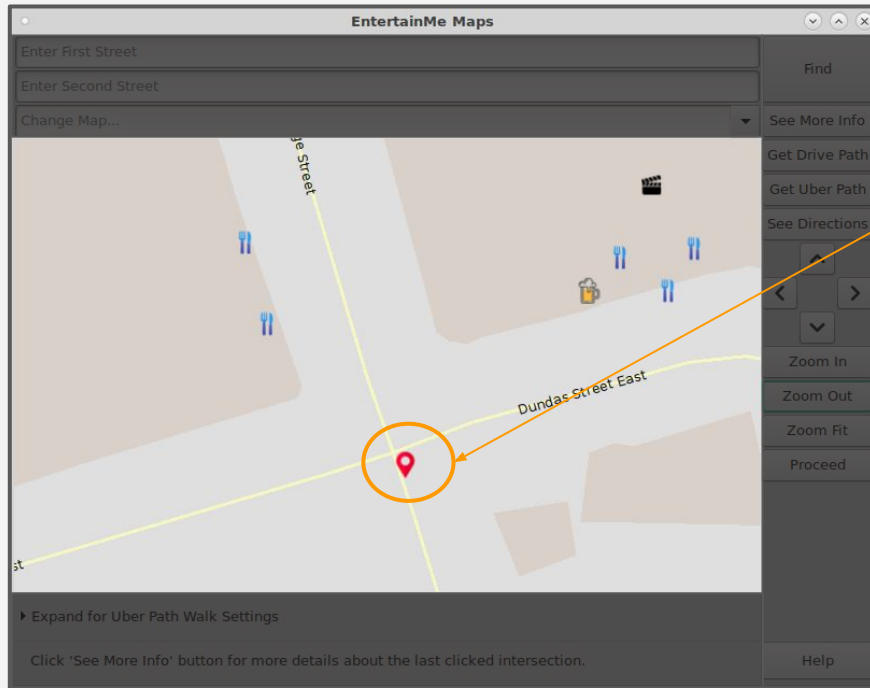 EntertainMe Maps
Enter First Street
Enter Second Street
Find
Change Map...
See More Info
Get Drive Path
Get Uber Path
See Directions
ge Street
Zoom In
Dundas Street East
Zoom Out
Zoom Fit
Proceed
st
Expand for Uber Path Walk Settings
Click 'See More Info' button for more details about the last clicked intersection.
Help